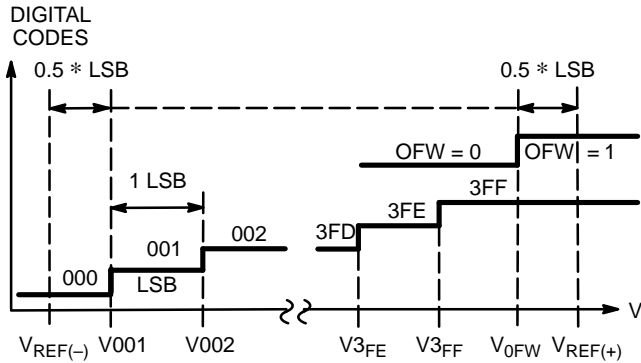 DIGITAL
CODES
0.5 * LSB
0.5 * LSB
OFW = 0
OFW = 1
1 LSB
3FF
3FE
3FD
002
001
000
LSB
V
VREF(–)
V001
V002
V3FE
V3FF
V0FW
VREF(+)